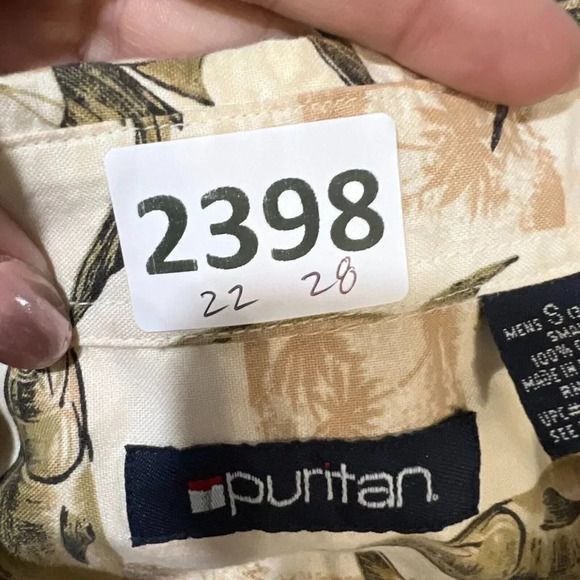 2398
22 28
MENS S
100%
MADE IN
puritan.